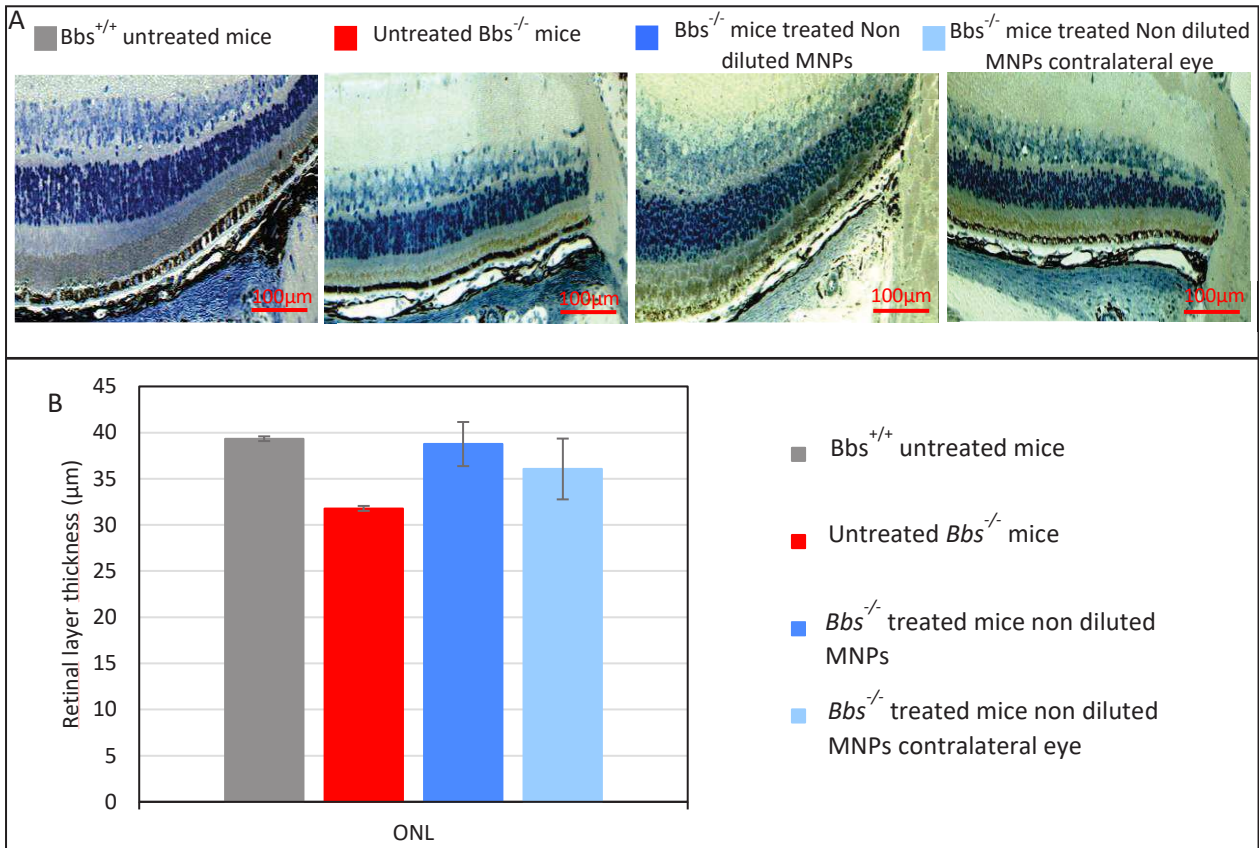 A
Bbs+/+ untreated mice
Untreated Bbs-/- mice
Bbs-/- mice treated Non
diluted MNPs
Bbs-/- mice treated Non diluted
MNPs contralateral eye
100µm
100µm
100µm
100µm
B
Retinal layer thickness (µm)
45
40
35
30
25
20
15
10
5
0
ONL
Bbs+/+ untreated mice
Untreated Bbs-/- mice
Bbs-/- treated mice non diluted
MNPs
Bbs-/- treated mice non diluted
MNPs contralateral eye